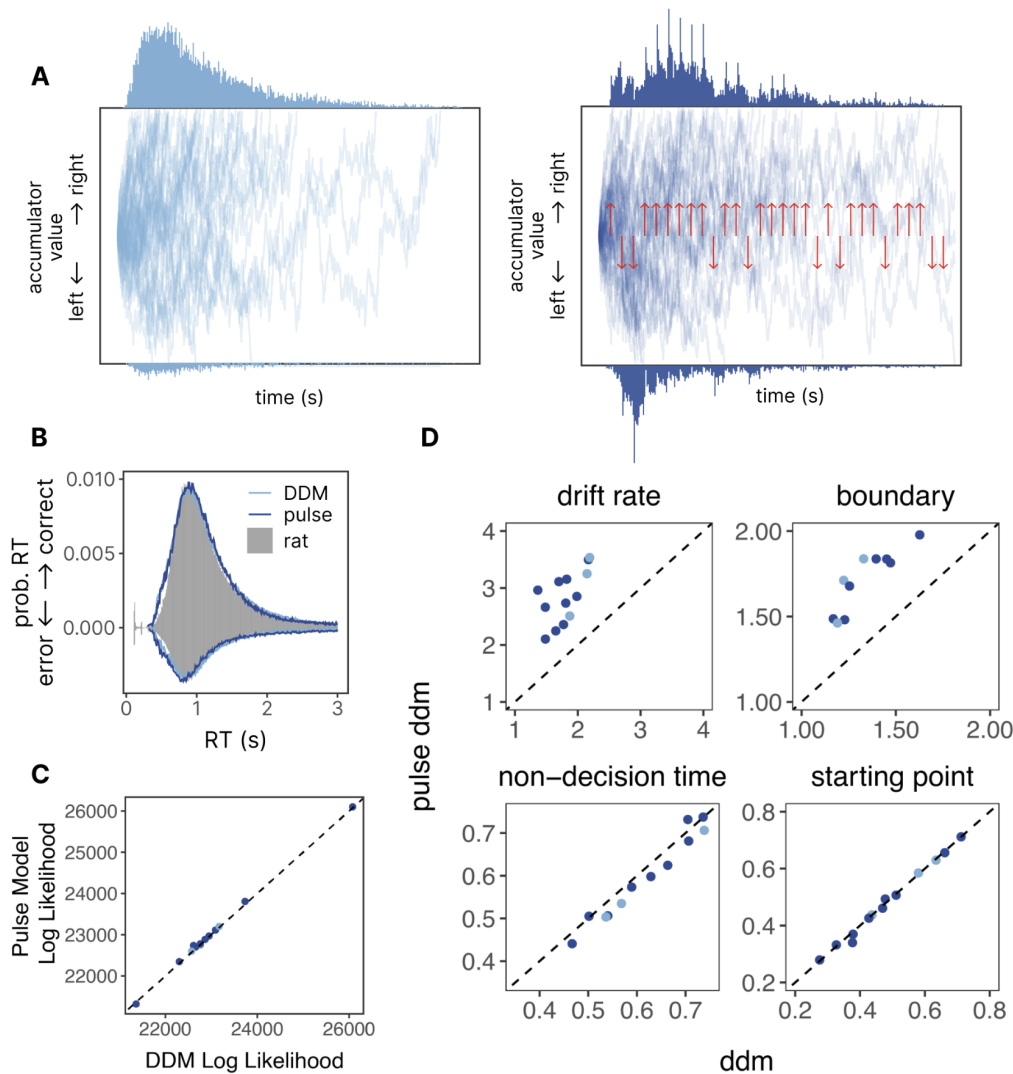 A
accumulator
value
left ← → right
time (s)
accumulator
value
left ← → right
time (s)
B
prob. RT
error ← → correct
0.010
0.005
0.000
DDM
pulse
rat
0 1 2 3
RT (s)
C
Pulse Model
Log Likelihood
26000
25000
24000
23000
22000
22000 24000 26000
DDM Log Likelihood
D
pulse ddm
drift rate
4
3
2
1
1 2 3 4
boundary
2.00
1.50
1.00
1.00 1.50 2.00
non−decision time
0.7
0.6
0.5
0.4
0.4 0.5 0.6 0.7
starting point
0.8
0.6
0.4
0.2
0.2 0.4 0.6 0.8
ddm